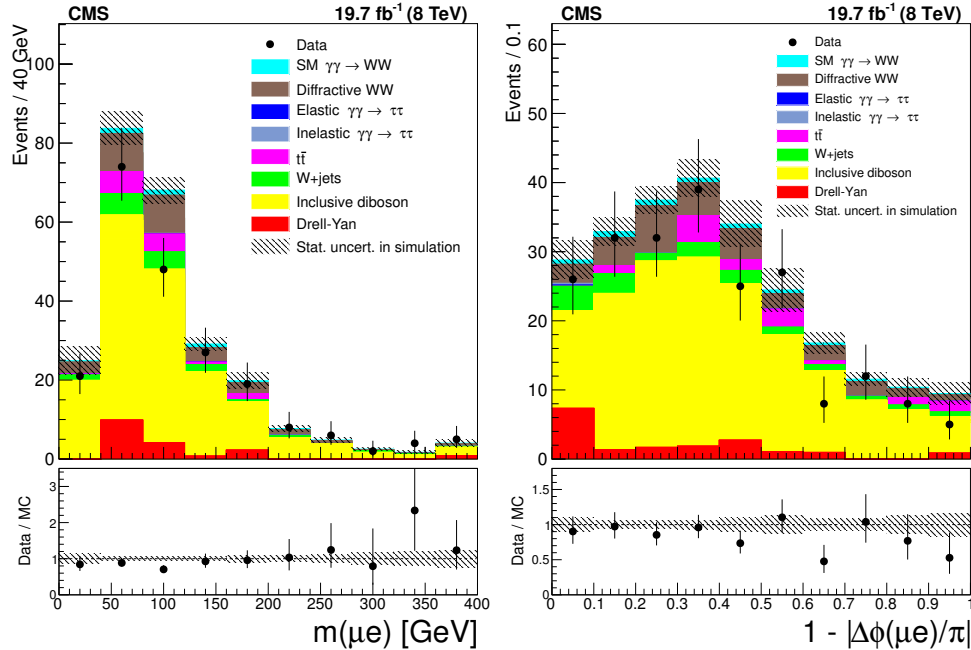 CMS 19.7 fb⁻¹ (8 TeV)
Events / 40 GeV
100
80
60
40
20
0
Data
SM γγ → WW
Diffractive WW
Elastic γγ → ττ
Inelastic γγ → ττ
tt̄
W+jets
Inclusive diboson
Drell-Yan
Stat. uncert. in simulation
Data / MC
3
2
1
0
0 50 100 150 200 250 300 350 400
m(μe) [GeV]
CMS 19.7 fb⁻¹ (8 TeV)
Events / 0.1
60
50
40
30
20
10
0
Data
SM γγ → WW
Diffractive WW
Elastic γγ → ττ
Inelastic γγ → ττ
tt̄
W+jets
Inclusive diboson
Drell-Yan
Stat. uncert. in simulation
Data / MC
1.5
1
0.5
0.0
0 0.1 0.2 0.3 0.4 0.5 0.6 0.7 0.8 0.9 1
1 - |Δϕ(μe)/π|